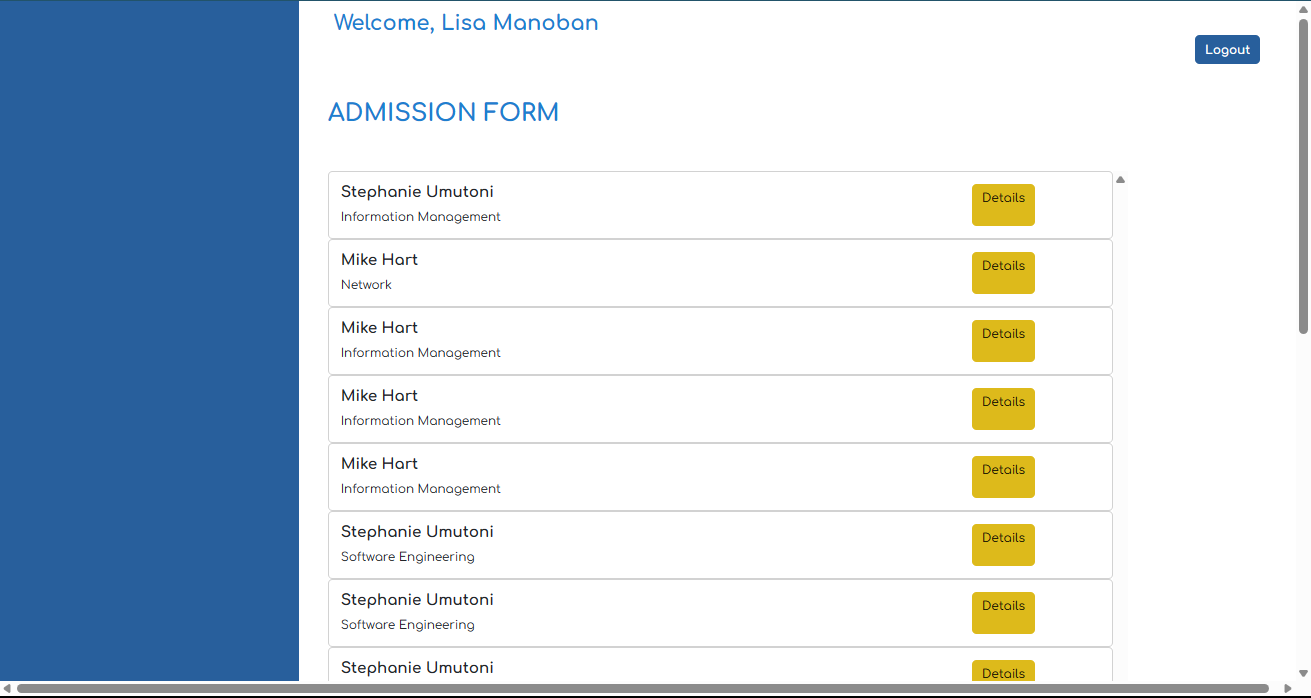 Welcome, Lisa Manoban
Logout
ADMISSION FORM
Stephanie Umutoni
Details
Information Management
Mike Hart
Details
Network
Mike Hart
Details
Information Management
Mike Hart
Details
Information Management
Mike Hart
Details
Information Management
Stephanie Umutoni
Details
Software Engineering
Stephanie Umutoni
Details
Software Engineering
Stephanie Umutoni
Details